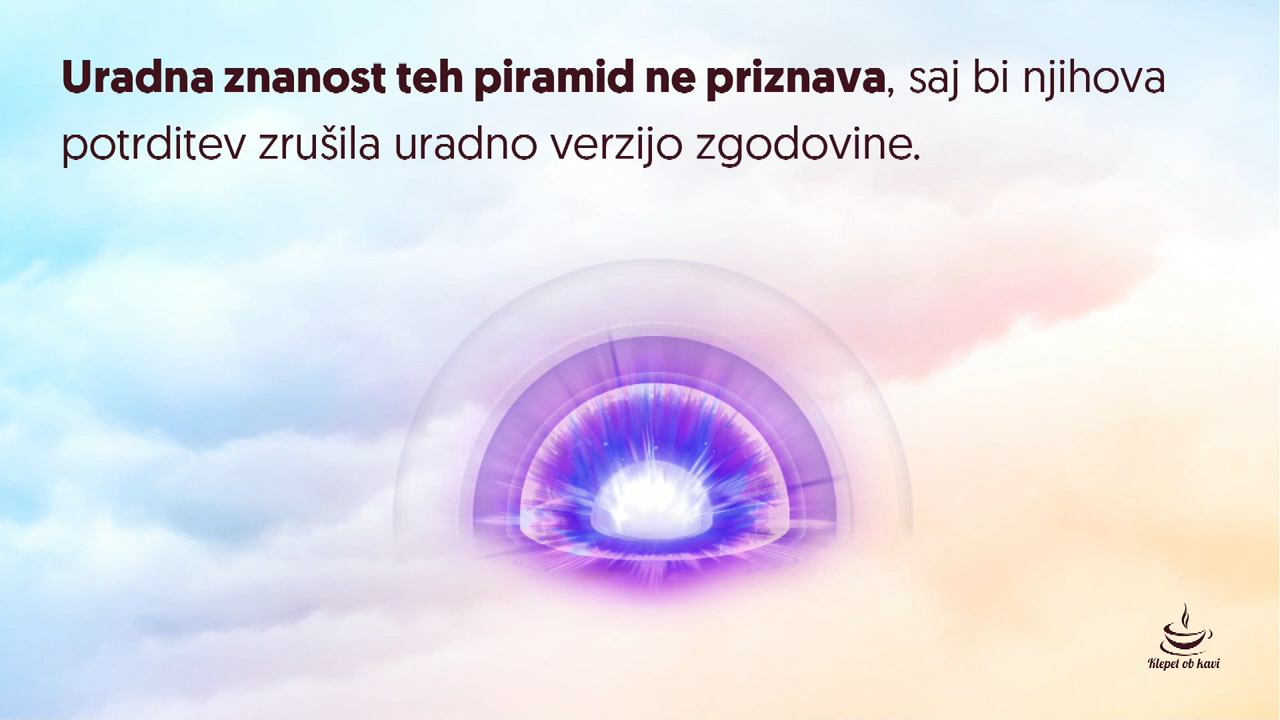 Uradna znanost teh piramid ne priznava, saj bi njihova
potrditev zrušila uradno verzijo zgodovine.
Klepet ob kavi